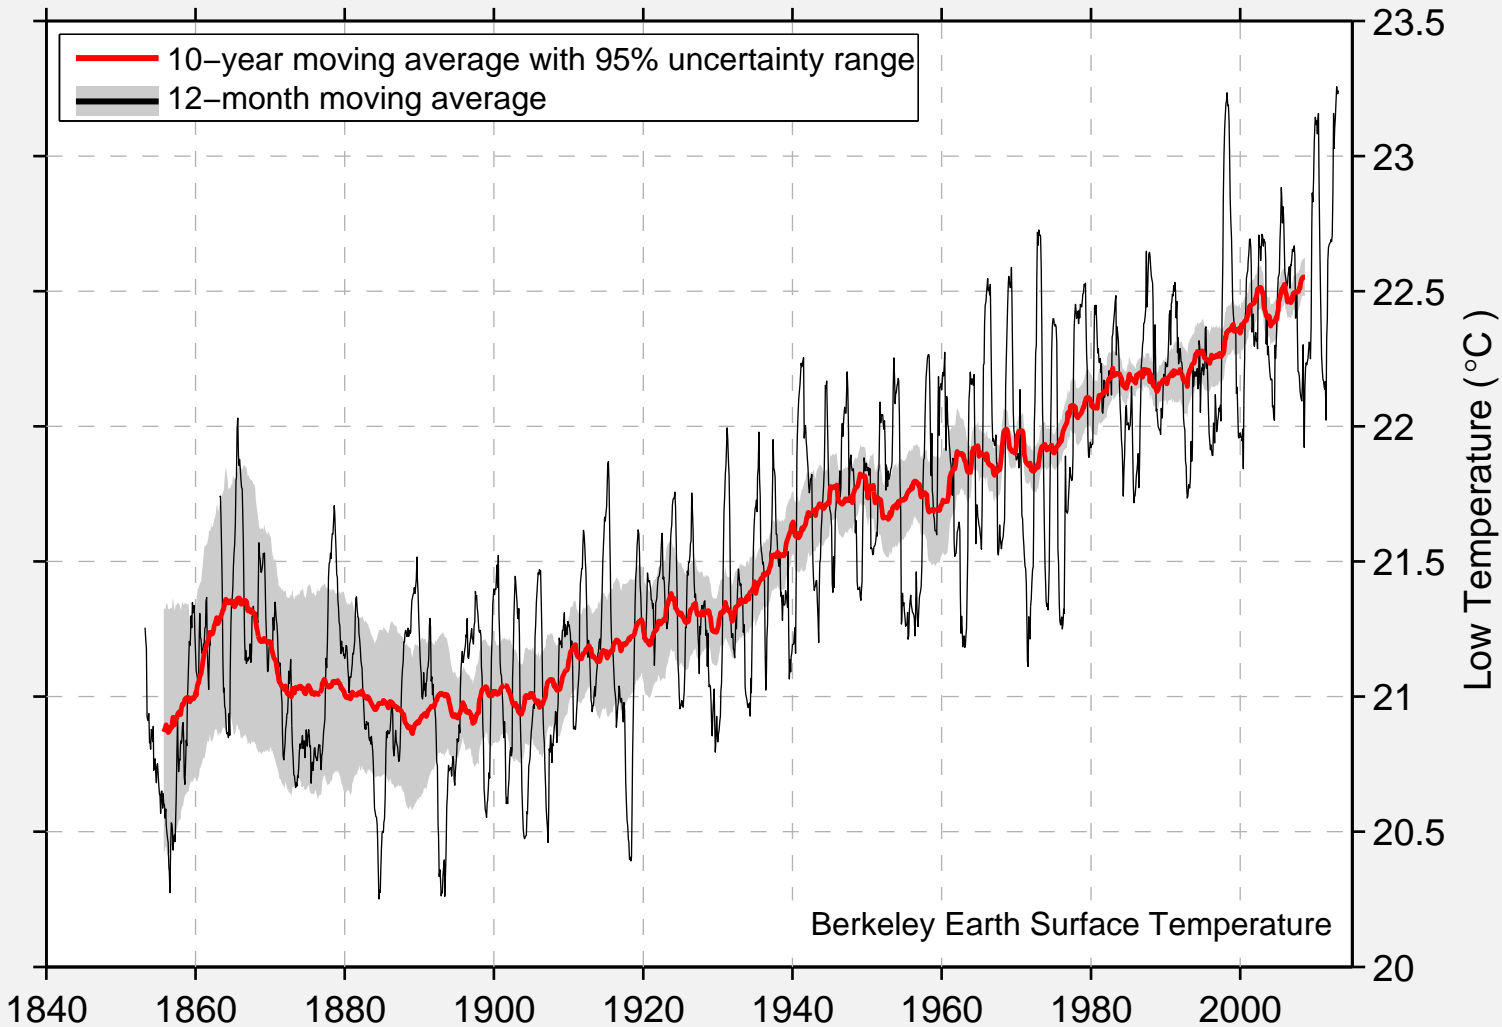 10−year moving average with 95% uncertainty range
12−month moving average
23.5
23
22.5
22
21.5
21
20.5
20
Low Temperature (°C )
Berkeley Earth Surface Temperature
1840 1860 1880 1900 1920 1940 1960 1980 2000